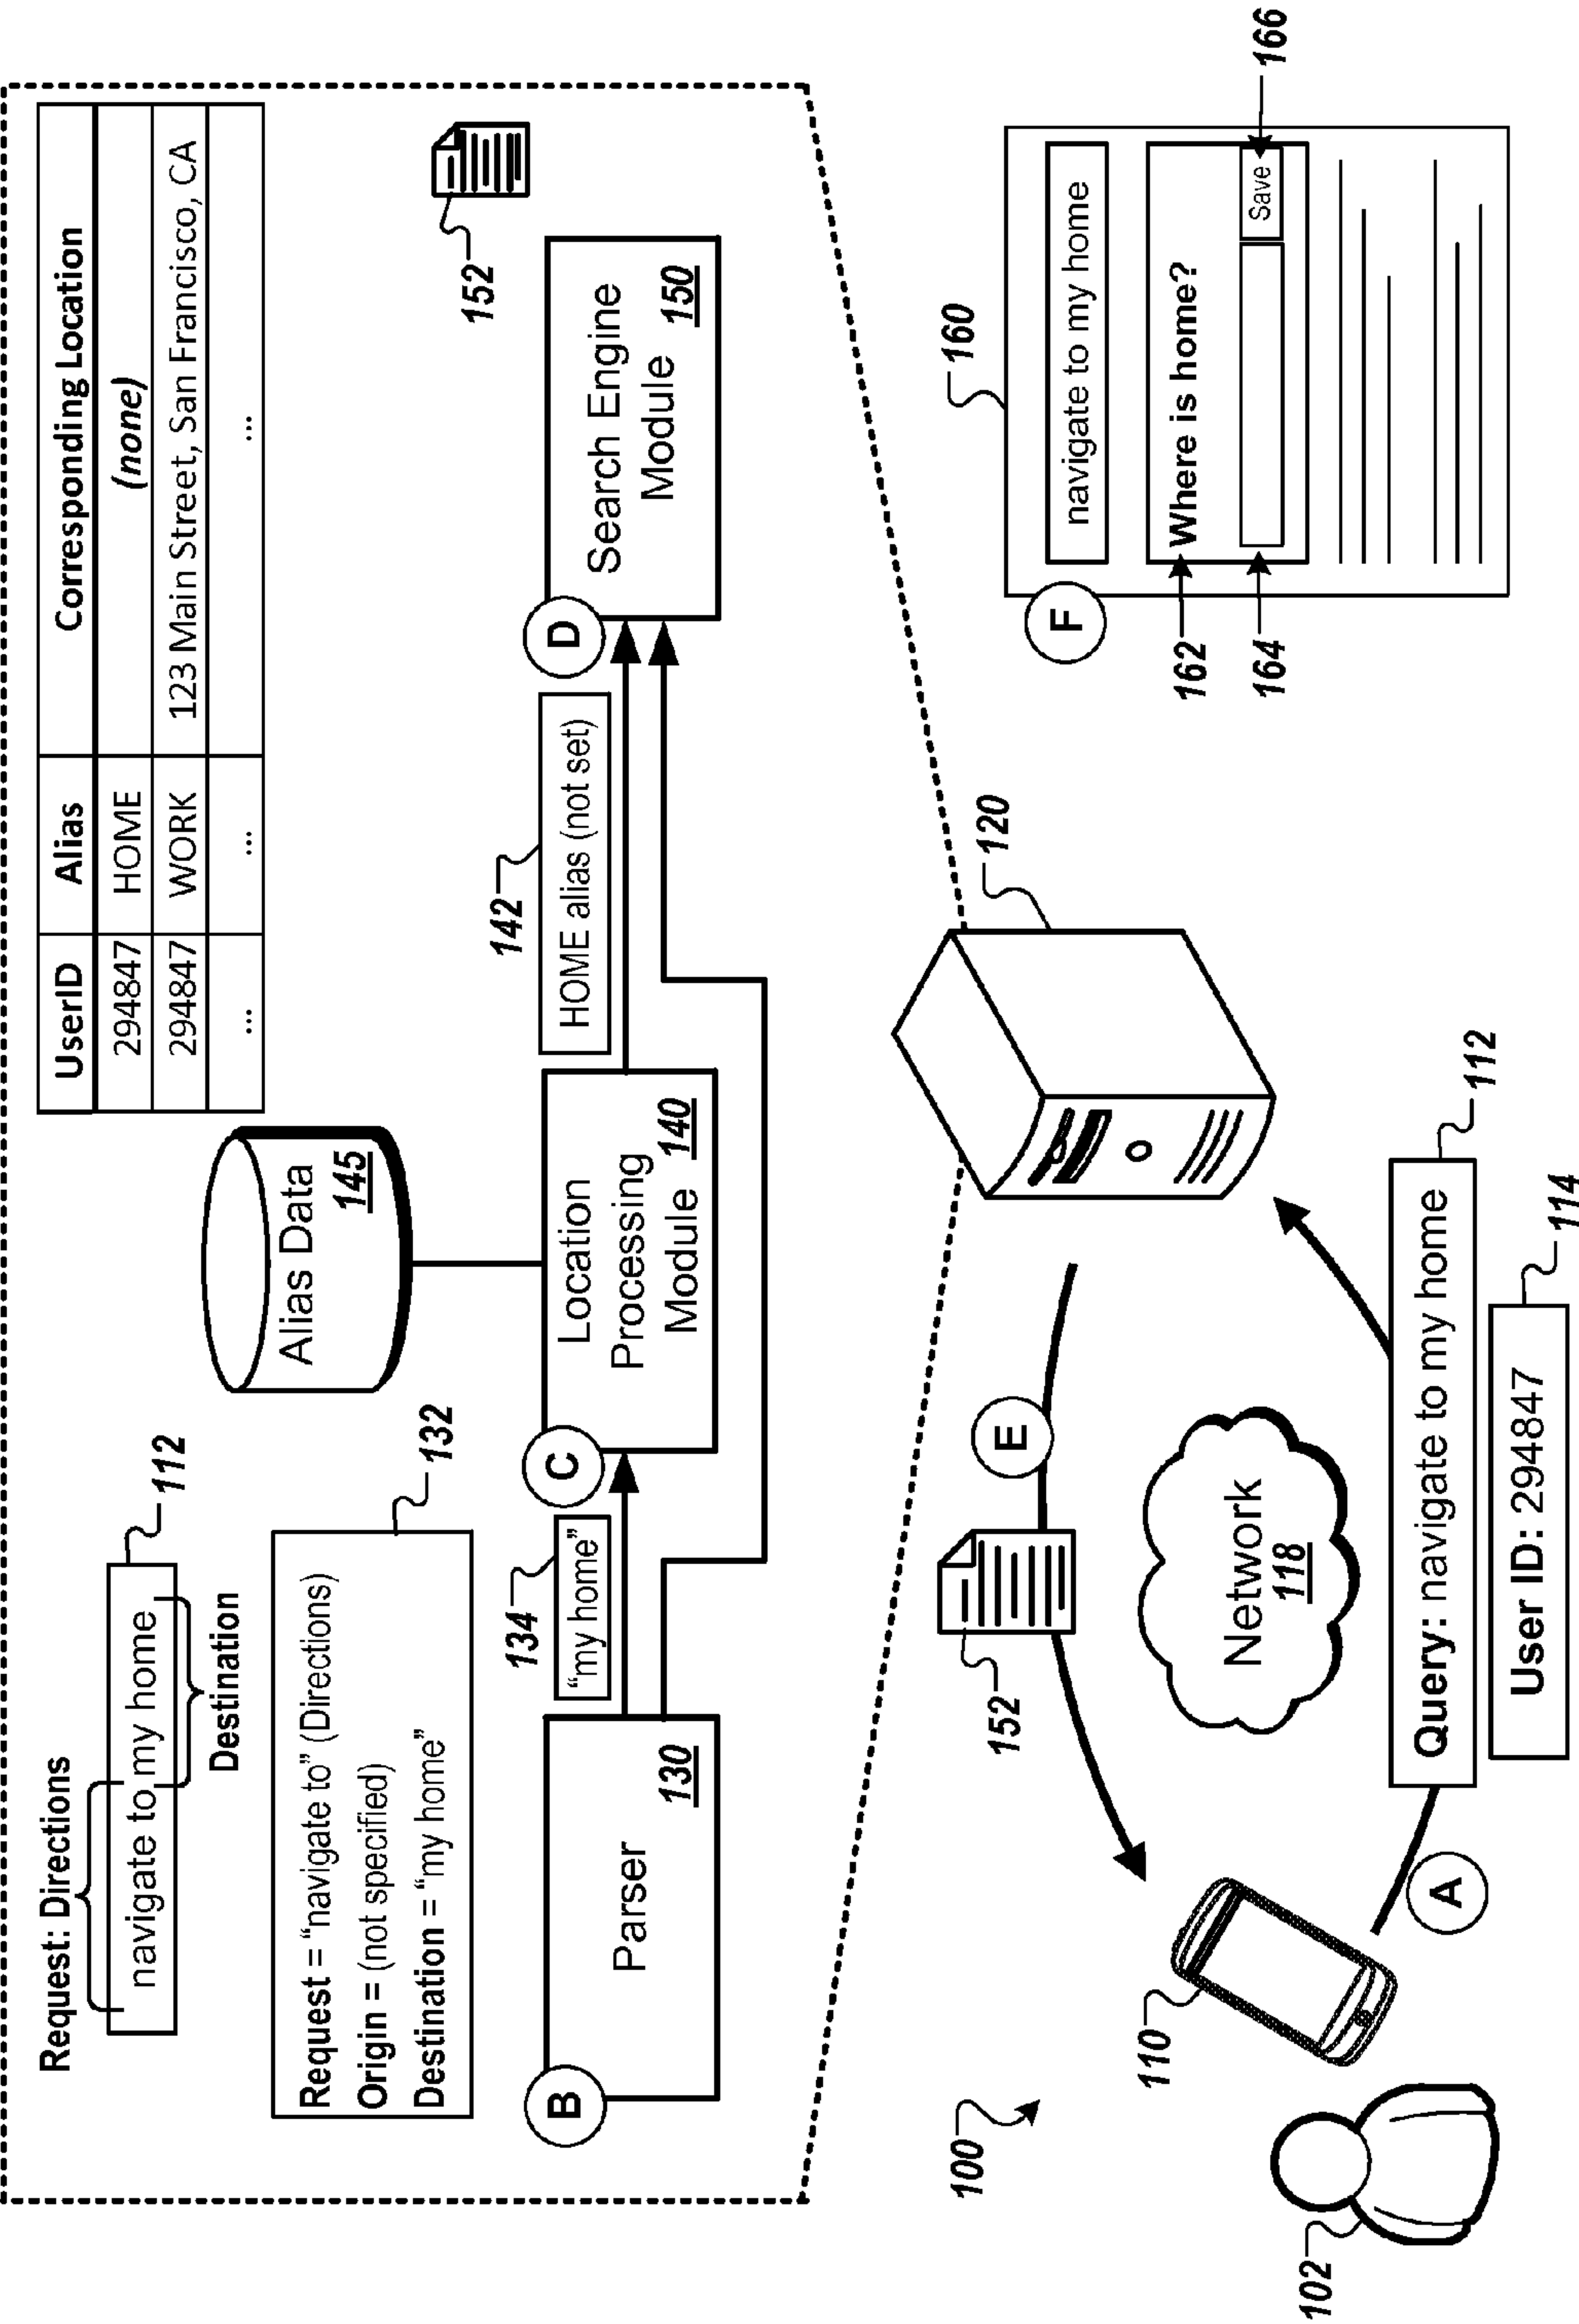 Request: Directions
navigate to my home
112
Destination
Request = “navigate to” (Directions)
Origin = (not specified)
Destination = “my home”
132
Alias Data
145
UserID Alias Corresponding Location
294847 HOME (none)
294847 WORK 123 Main Street, San Francisco, CA
... ... ...
B
Parser
130
134
“my home”
C
Location
Processing
Module 140
142
HOME alias (not set)
D
Search Engine
Module 150
152
100
102
110
A
152
E
Network
118
Query: navigate to my home
112
User ID: 294847
114
120
F
160
navigate to my home
162
Where is home?
164
Save
166